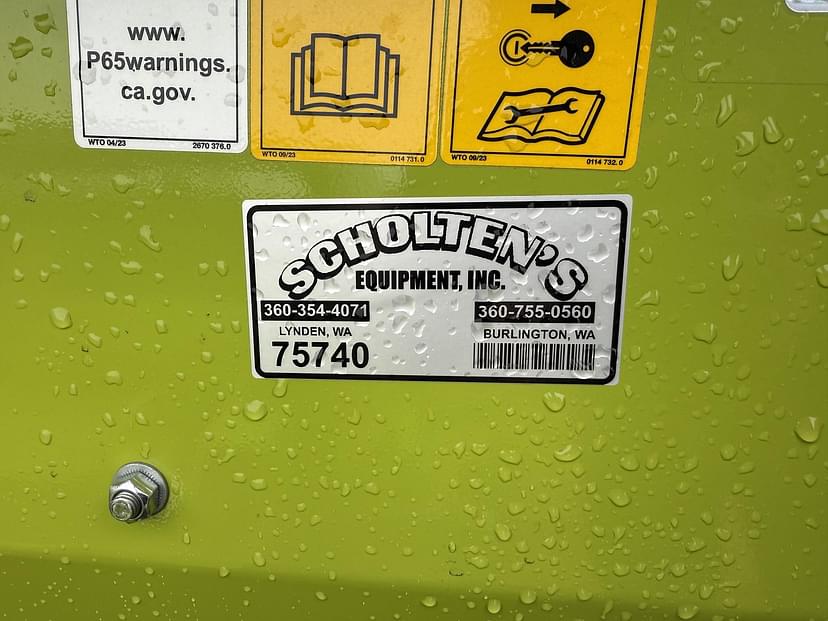 www.
P65warnings.
ca.gov.
WTO 04/23 2670 376.0
WTO 09/23 0114 731.0
WTO 09/23 0114 732.0
SCHOLTEN'S
EQUIPMENT, INC.
360-354-4071 360-755-0560
LYNDEN, WA BURLINGTON, WA
75740